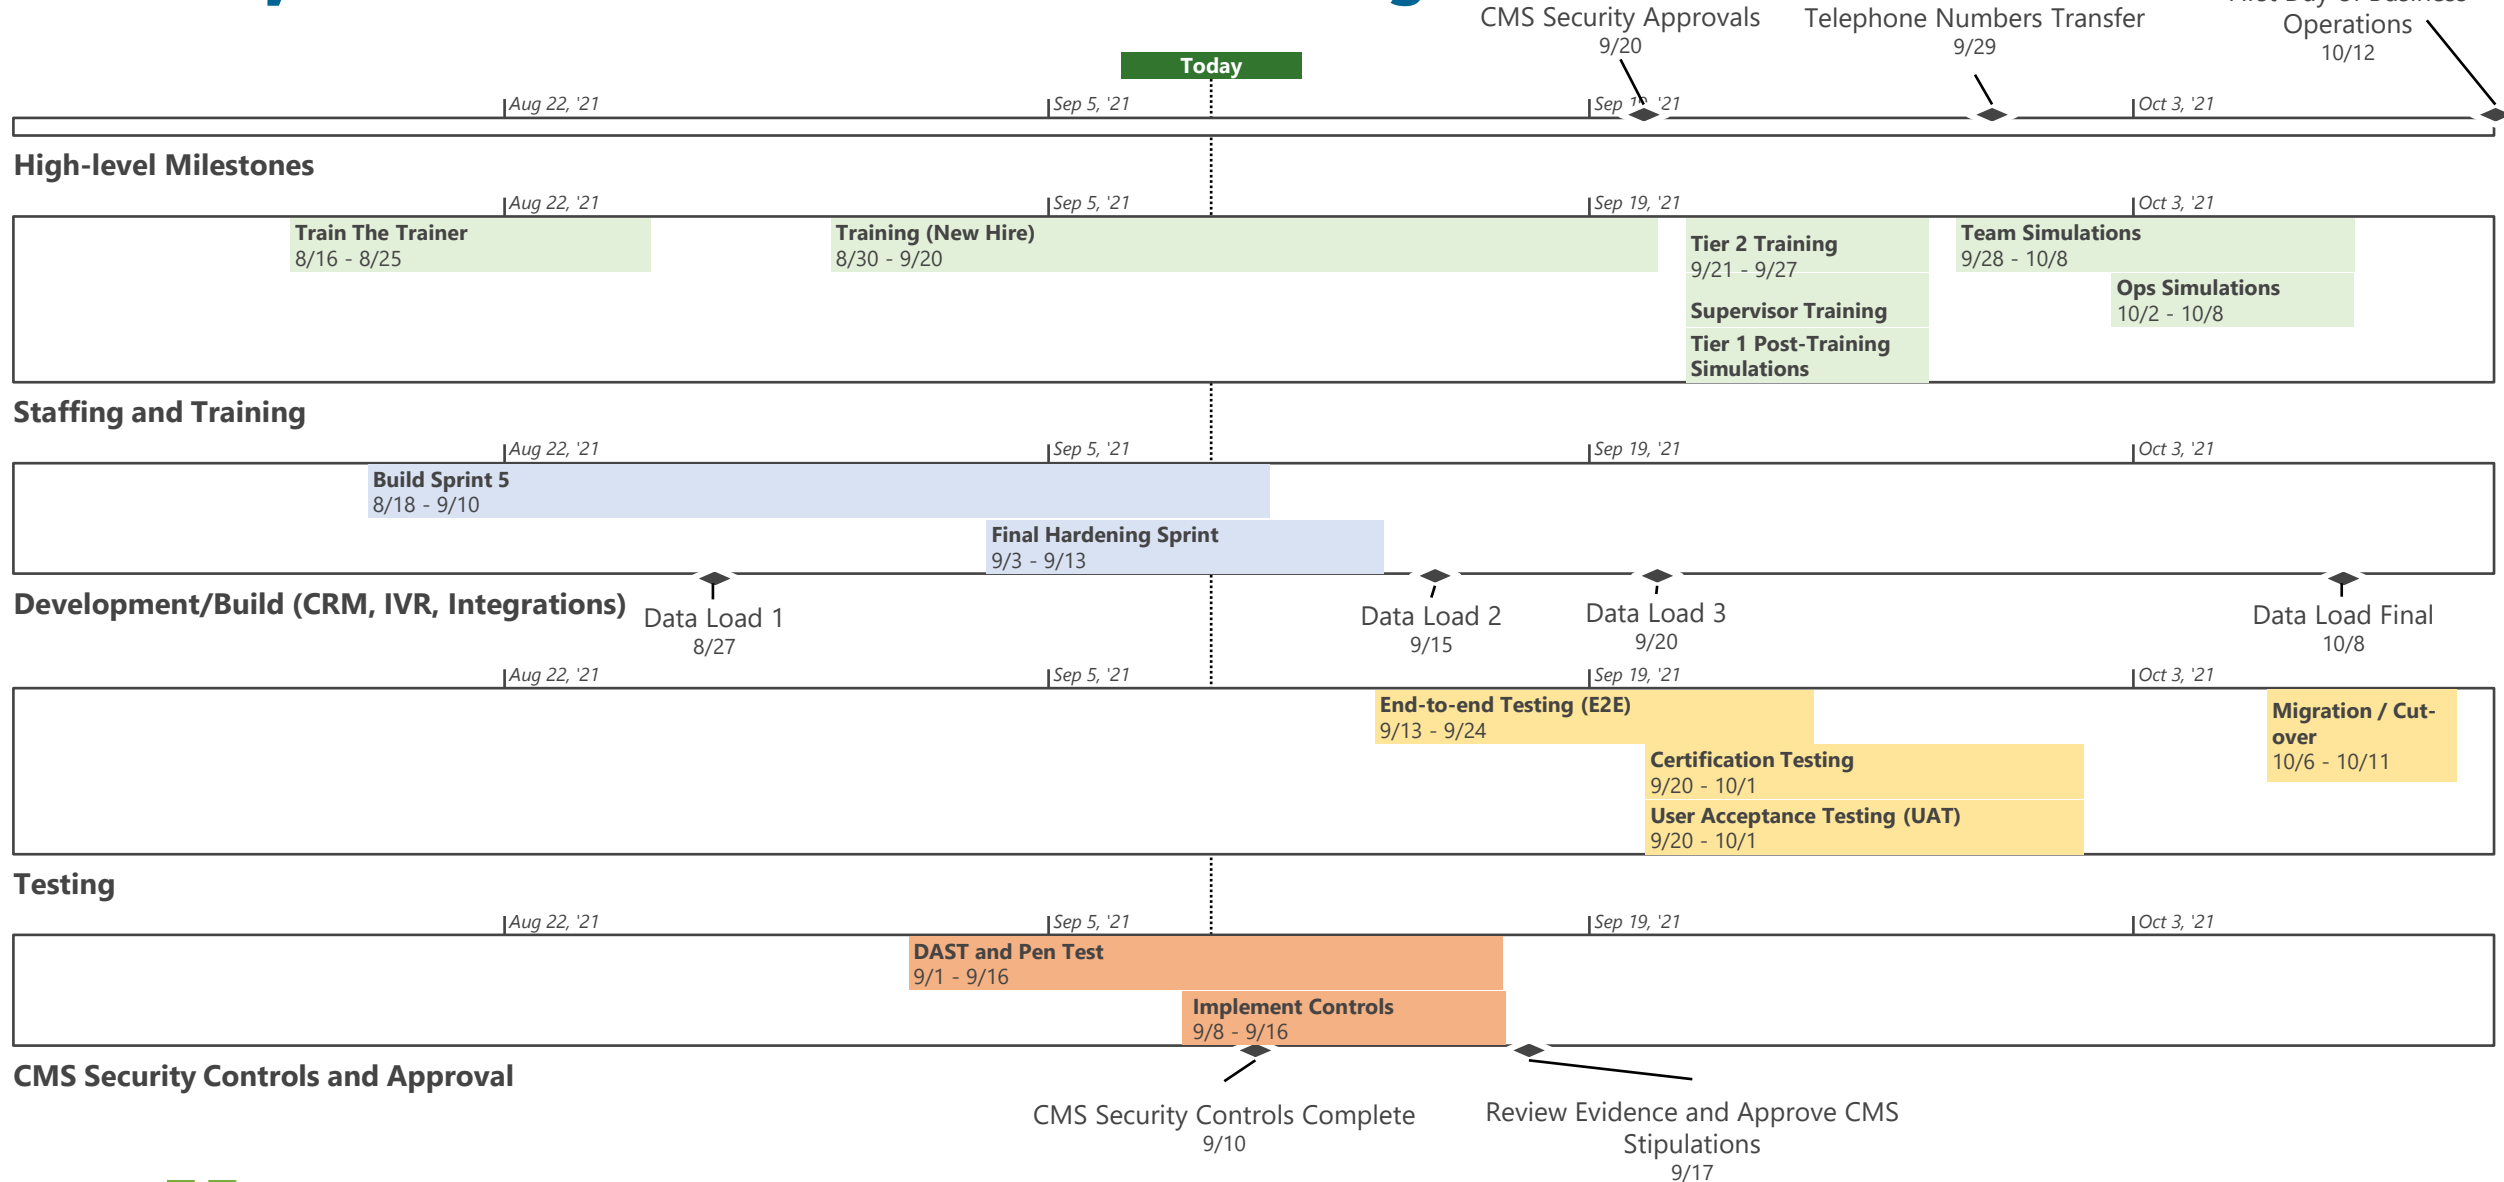 CMS Security Approvals
9/20
Telephone Numbers Transfer
9/29
First Day of Business
Operations
10/12
Today
Aug 22, '21
Sep 5, '21
Sep 19, '21
Oct 3, '21
High-level Milestones
Aug 22, '21
Sep 5, '21
Sep 19, '21
Oct 3, '21
Train The Trainer
8/16 - 8/25
Training (New Hire)
8/30 - 9/20
Tier 2 Training
9/21 - 9/27
Supervisor Training
Tier 1 Post-Training
Simulations
Team Simulations
9/28 - 10/8
Ops Simulations
10/2 - 10/8
Staffing and Training
Aug 22, '21
Sep 5, '21
Sep 19, '21
Oct 3, '21
Build Sprint 5
8/18 - 9/10
Final Hardening Sprint
9/3 - 9/13
Development/Build (CRM, IVR, Integrations)
Data Load 1
8/27
Data Load 2
9/15
Data Load 3
9/20
Data Load Final
10/8
Aug 22, '21
Sep 5, '21
Sep 19, '21
Oct 3, '21
End-to-end Testing (E2E)
9/13 - 9/24
Certification Testing
9/20 - 10/1
User Acceptance Testing (UAT)
9/20 - 10/1
Migration / Cut-
over
10/6 - 10/11
Testing
Aug 22, '21
Sep 5, '21
Sep 19, '21
Oct 3, '21
DAST and Pen Test
9/1 - 9/16
Implement Controls
9/8 - 9/16
CMS Security Controls and Approval
CMS Security Controls Complete
9/10
Review Evidence and Approve CMS
Stipulations
9/17